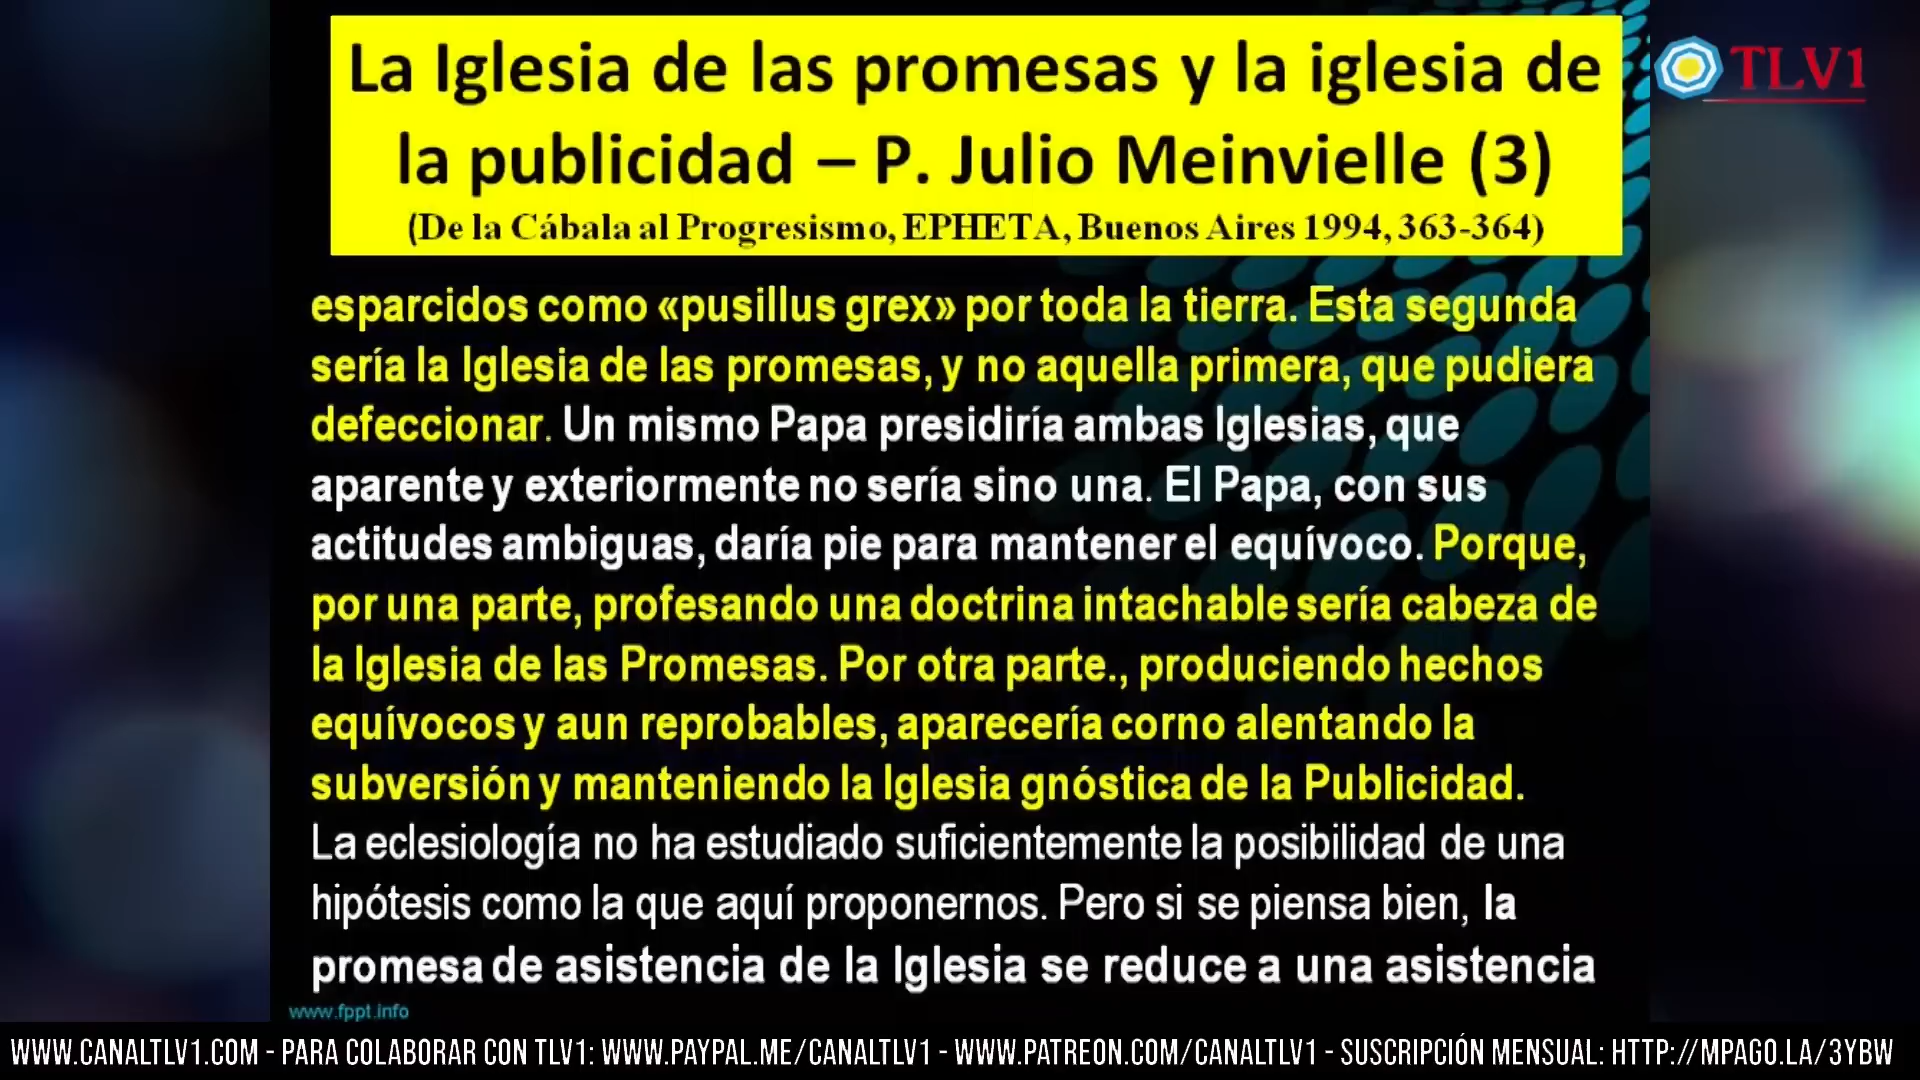 La Iglesia de las promesas y la iglesia de
la publicidad – P. Julio Meinvielle (3)
(De la Cábala al Progresismo, EPHETA, Buenos Aires 1994, 363-364)
TLV1
esparcidos como «pusillus grex» por toda la tierra. Esta segunda
sería la Iglesia de las promesas, y no aquella primera, que pudiera
defeccionar. Un mismo Papa presidiría ambas Iglesias, que
aparente y exteriormente no sería sino una. El Papa, con sus
actitudes ambiguas, daría pie para mantener el equívoco. Porque,
por una parte, profesando una doctrina intachable sería cabeza de
la Iglesia de las Promesas. Por otra parte., produciendo hechos
equívocos y aun reprobables, aparecería corno alentando la
subversión y manteniendo la Iglesia gnóstica de la Publicidad.
La eclesiología no ha estudiado suficientemente la posibilidad de una
hipótesis como la que aquí propornernos. Pero si se piensa bien, la
promesa de asistencia de la Iglesia se reduce a una asistencia
www.fppt.info
WWW.CANALTLV1.COM - PARA COLABORAR CON TLV1: WWW.PAYPAL.ME/CANALTLV1 - WWW.PATREON.COM/CANALTLV1 - SUSCRIPCIÓN MENSUAL: HTTP://MPAGO.LA/3YBW